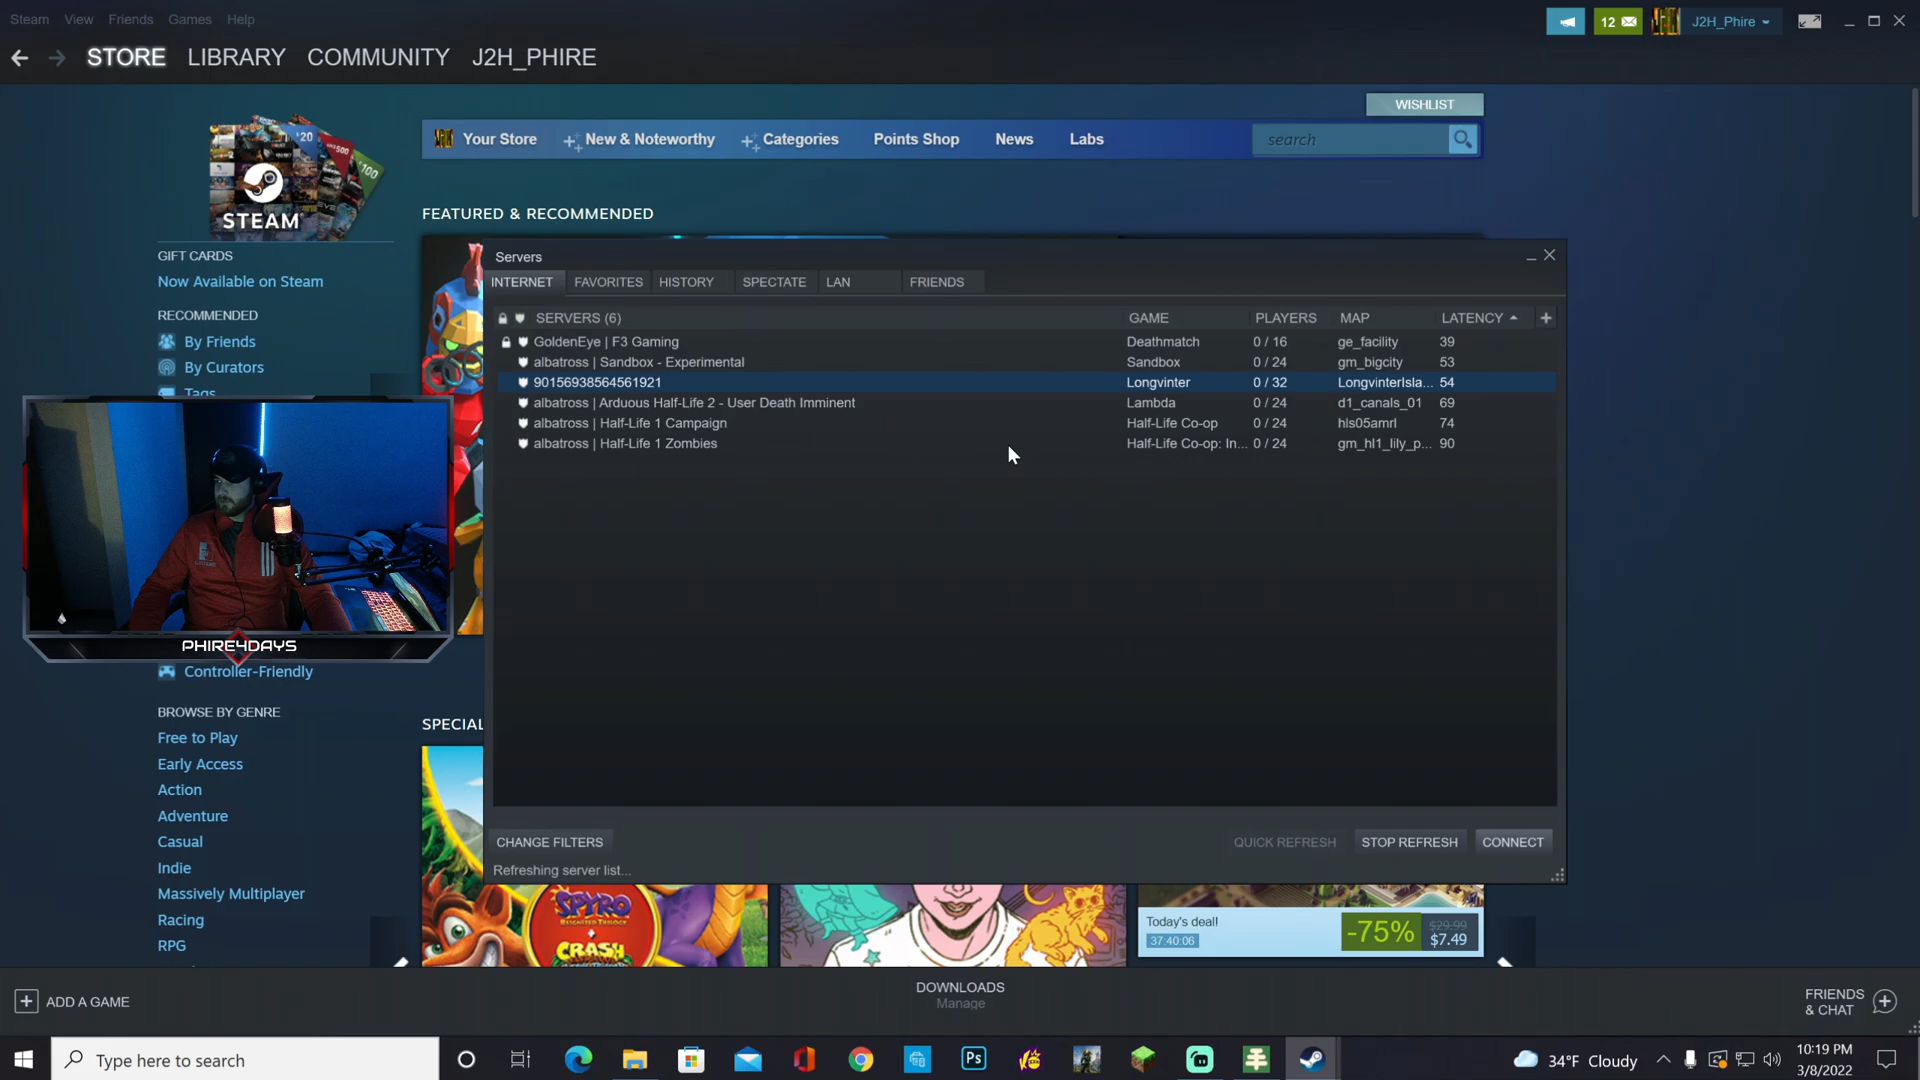 Steam View Friends Games Help
12 J2H_Phire
STORE LIBRARY COMMUNITY J2H_PHIRE
WISHLIST
Your Store New & Noteworthy Categories Points Shop News Labs search
'20 '500 '100
STEAM
FEATURED & RECOMMENDED
GIFT CARDS
Now Available on Steam
RECOMMENDED
By Friends
By Curators
Tags
Servers
INTERNET FAVORITES HISTORY SPECTATE LAN FRIENDS
SERVERS (6) GAME PLAYERS MAP LATENCY
GoldenEye | F3 Gaming Deathmatch 0 / 16 ge_facility 39
albatross | Sandbox - Experimental Sandbox 0 / 24 gm_bigcity 53
90156938564561921 Longvinter 0 / 32 LongvinterIsla... 54
albatross | Arduous Half-Life 2 - User Death Imminent Lambda 0 / 24 d1_canals_01 69
albatross | Half-Life 1 Campaign Half-Life Co-op 0 / 24 hls05amrl 74
albatross | Half-Life 1 Zombies Half-Life Co-op: In... 0 / 24 gm_hl1_lily_p... 90
PHIRE4DAYS
Controller-Friendly
BROWSE BY GENRE
Free to Play
Early Access
Action
Adventure
Casual
Indie
Massively Multiplayer
Racing
RPG
SPECIAL
CHANGE FILTERS QUICK REFRESH STOP REFRESH CONNECT
Refreshing server list...
SPYRO
REIGNITED TRILOGY
+
CRASH
Today's deal!
37:40:06
-75% $29.99 $7.49
ADD A GAME
DOWNLOADS
Manage
FRIENDS
& CHAT
Type here to search
Ps
34°F Cloudy
10:19 PM
3/8/2022